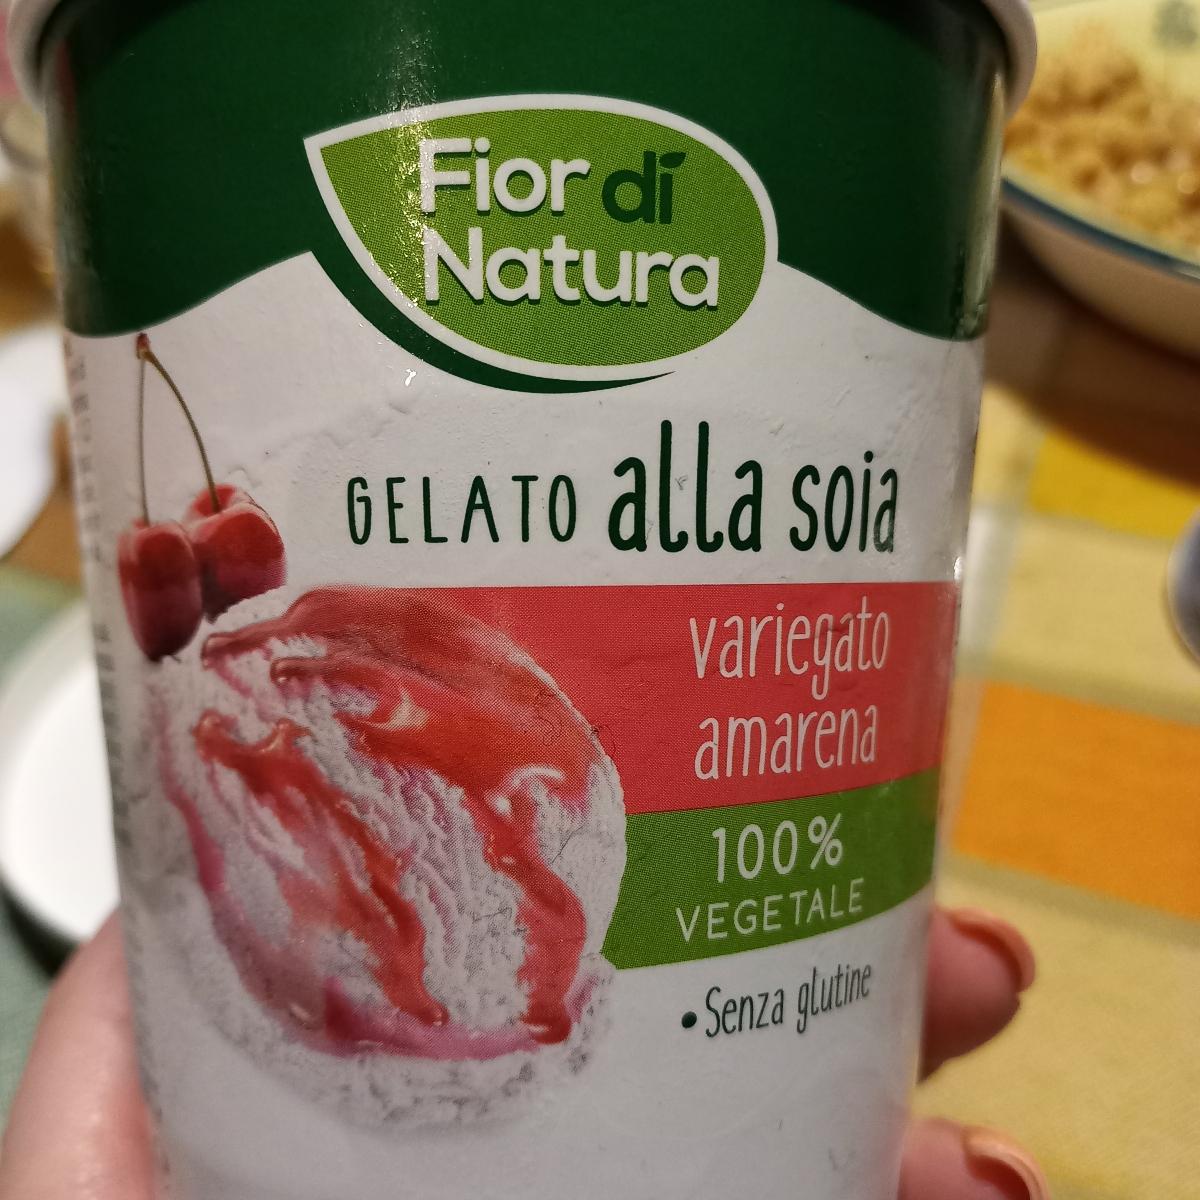 Fior di
Natura
GELATO alla soia
variegato
amarena
100%
VEGETALE
• Senza glutine